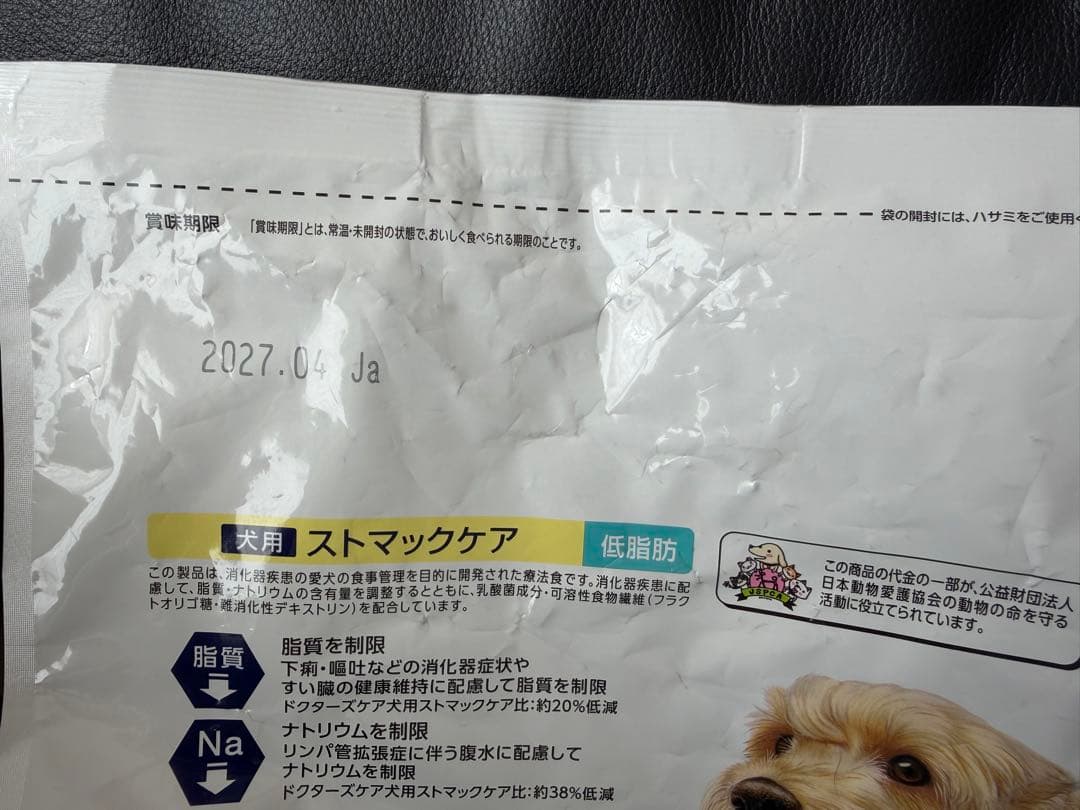 袋の開封には、ハサミをご使用く
賞味期限 「賞味期限」とは、常温・未開封の状態で、おいしく食べられる期限のことです。
2027.04 Ja
犬用 ストマックケア 低脂肪
この製品は、消化器疾患の愛犬の食事管理を目的に開発された療法食です。消化器疾患に配
慮して、脂質・ナトリウムの含有量を調整するとともに、乳酸菌成分・可溶性食物繊維(フラク
トオリゴ糖・難消化性デキストリン)を配合しています。
JSPCA
この商品の代金の一部が、公益財団法人
日本動物愛護協会の動物の命を守る
活動に役立てられています。
脂質
脂質を制限
下痢・嘔吐などの消化器症状や
すい臓の健康維持に配慮して脂質を制限
ドクターズケア犬用ストマックケア比:約20%低減
Na
ナトリウムを制限
リンパ管拡張症に伴う腹水に配慮して
ナトリウムを制限
ドクターズケア犬用ストマックケア比:約38%低減